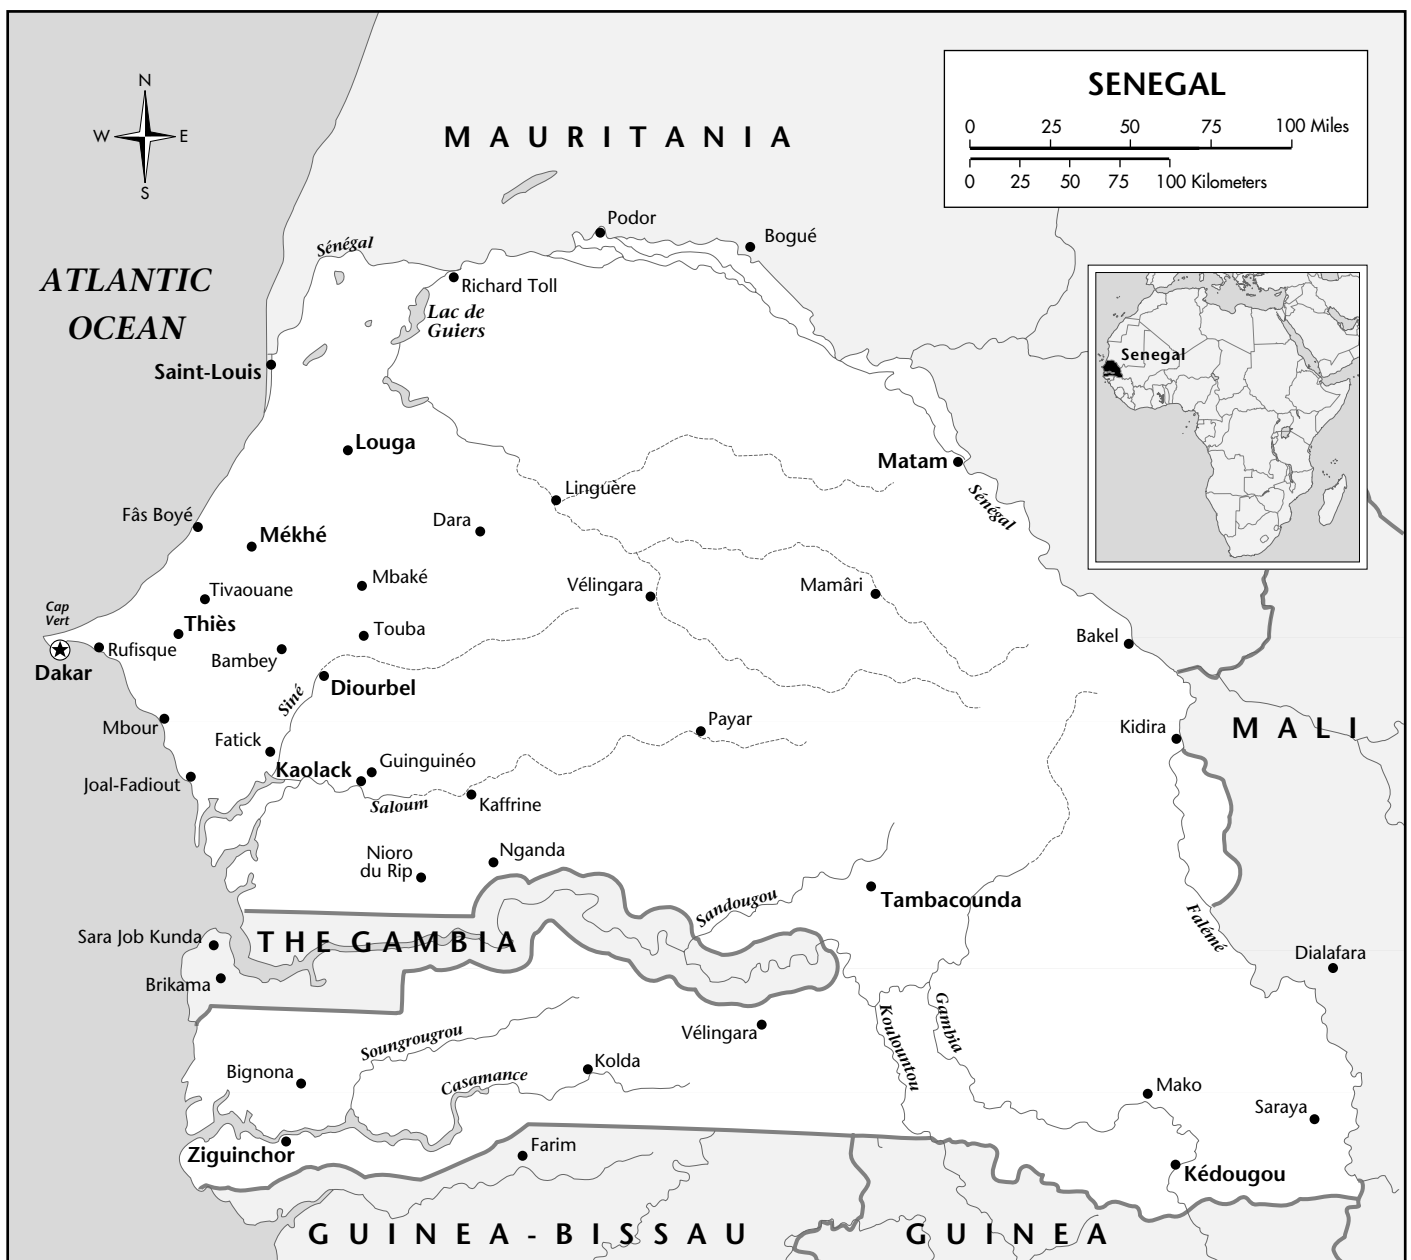 SENEGAL
0 25 50 75 100 Miles
0 25 50 75 100 Kilometers
N
W E
S
MAURITANIA
Podor
Bogué
Sénégal
ATLANTIC
OCEAN
Richard Toll
Lac de
Guiers
Senegal
Saint-Louis
Louga
Matam
Linguère
Sénégal
Fâs Boyé
Dara
Mékhé
Mbaké
Vélingara
Mamâri
Tivaouane
Cap
Vert
Thiès
Touba
Bakel
Rufisque
Bambey
Dakar
Diourbel
Siné
Mbour
Payar
Kidira
MALI
Fatick
Guinguinéo
Kaolack
Joal-Fadiout
Saloum
Kaffrine
Nioro
du Rip
Nganda
Sandougou
Tambacounda
Falémé
Sara Job Kunda
THE GAMBIA
Dialafara
Brikama
Koulountou
Gambia
Vélingara
Soungrougrou
Bignona
Casamance
Kolda
Mako
Saraya
Ziguinchor
Farim
Kédougou
GUINEA-BISSAU
GUINEA